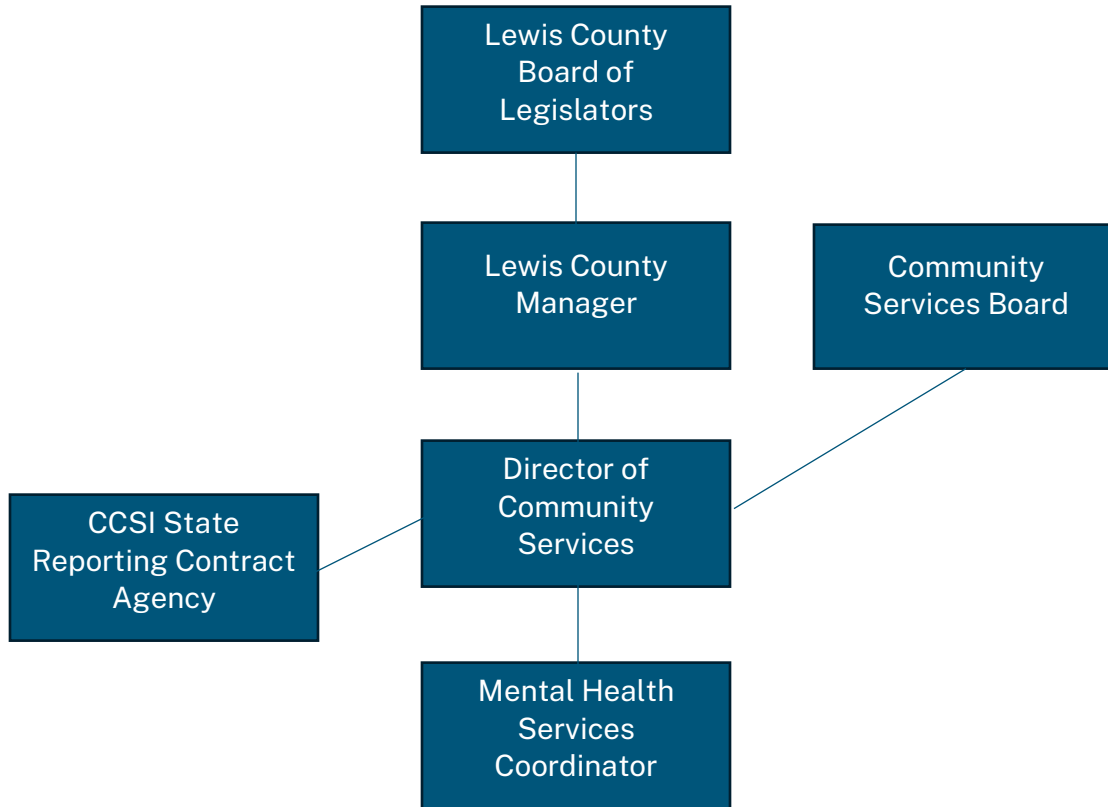 Lewis County
Board of
Legislators
Lewis County
Manager
Community
Services Board
Director of
Community
Services
CCSI State
Reporting Contract
Agency
Mental Health
Services
Coordinator